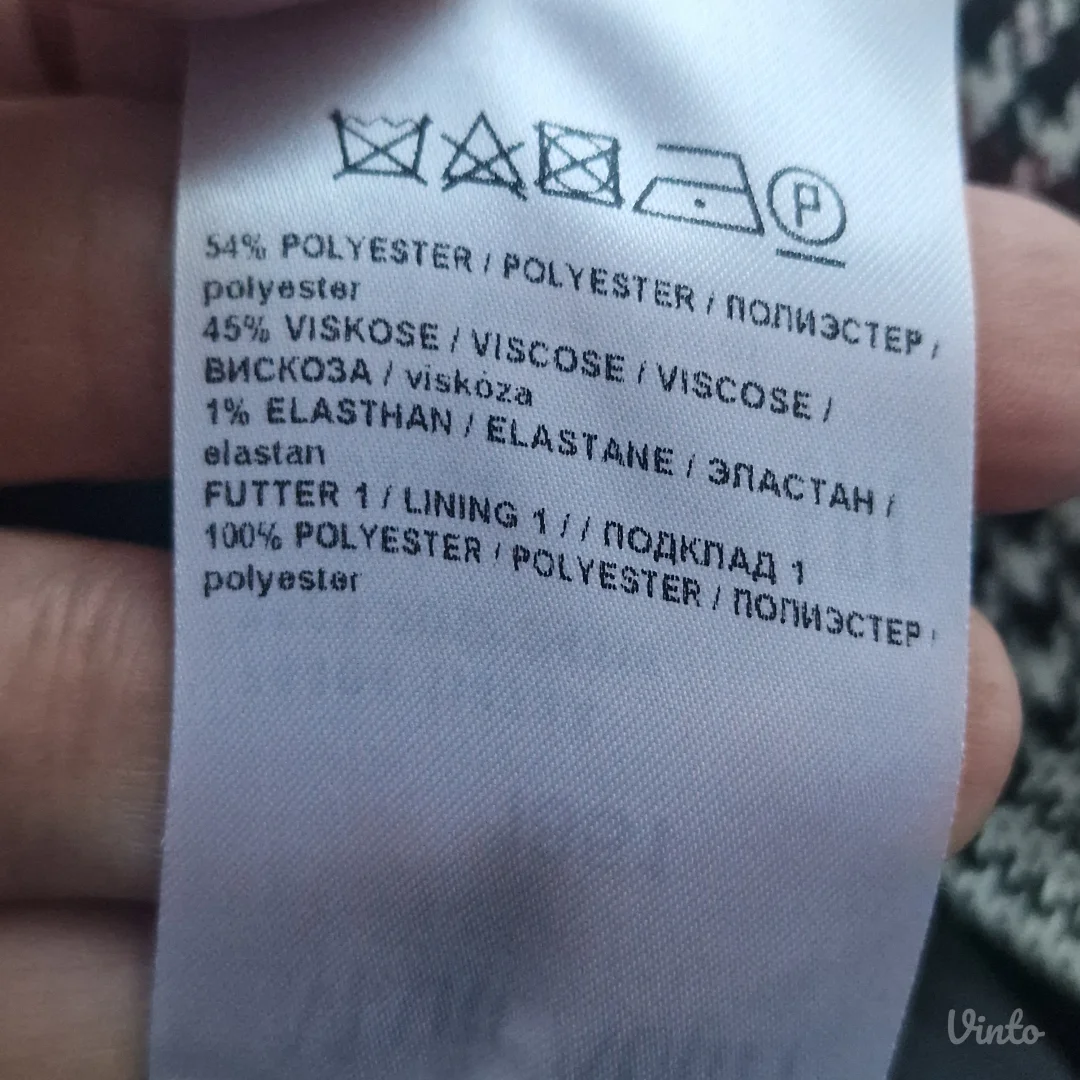 P
54% POLYESTER / POLYESTER / ПОЛИЭСТЕР /
polyester
45% VISKOSE / VISCOSE / VISCOSE /
ВИСКОЗА / viskóza
1% ELASTHAN / ELASTANE / ЭЛАСТАН /
elastan
FUTTER 1 / LINING 1 / / ПОДКЛАД 1
100% POLYESTER / POLYESTER / ПОЛИЭСТЕР /
polyester
Vinto